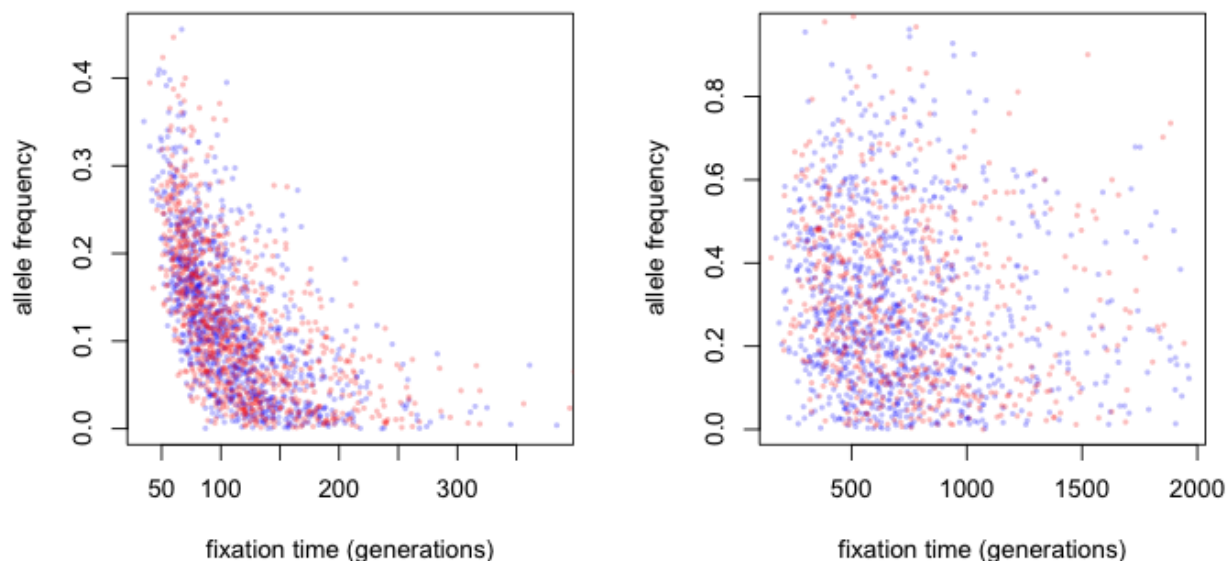 allele frequency
0.4
0.3
0.2
0.1
0.0
50 100 200 300
fixation time (generations)
allele frequency
0.8
0.6
0.4
0.2
0.0
500 1000 1500 2000
fixation time (generations)